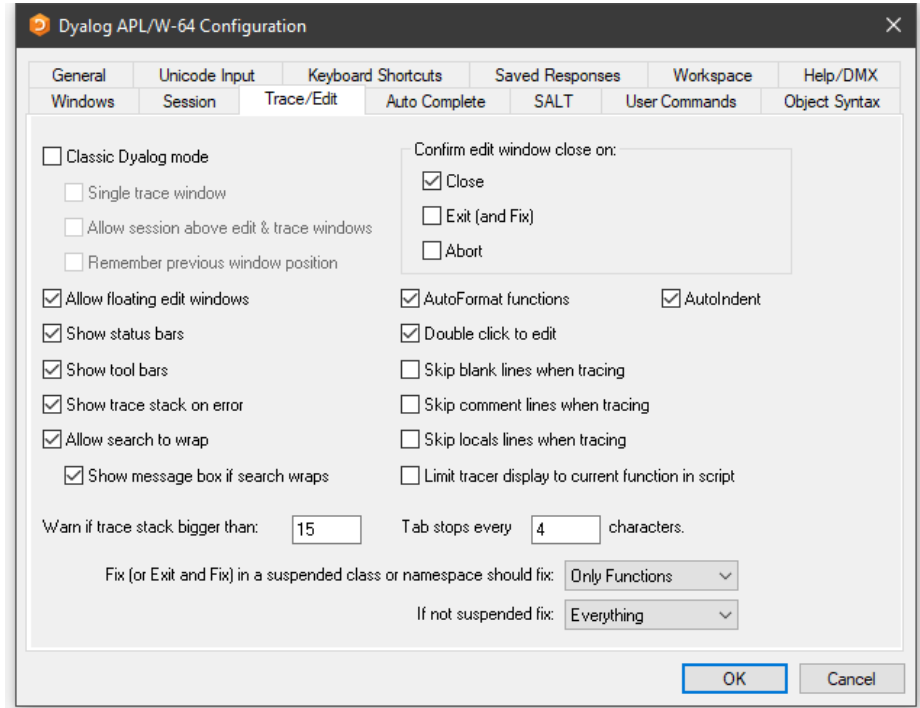 Dyalog APL/W-64 Configuration
General Unicode Input Keyboard Shortcuts Saved Responses Workspace Help/DMX
Windows Session Trace/Edit Auto Complete SALT User Commands Object Syntax
Classic Dyalog mode
Single trace window
Allow session above edit & trace windows
Remember previous window position
Confirm edit window close on:
Close
Exit (and Fix)
Abort
Allow floating edit windows AutoFormat functions AutoIndent
Show status bars Double click to edit
Show tool bars Skip blank lines when tracing
Show trace stack on error Skip comment lines when tracing
Allow search to wrap Skip locals lines when tracing
Show message box if search wraps Limit tracer display to current function in script
Warn if trace stack bigger than: 15 Tab stops every 4 characters.
Fix (or Exit and Fix) in a suspended class or namespace should fix: Only Functions
If not suspended fix: Everything
OK Cancel